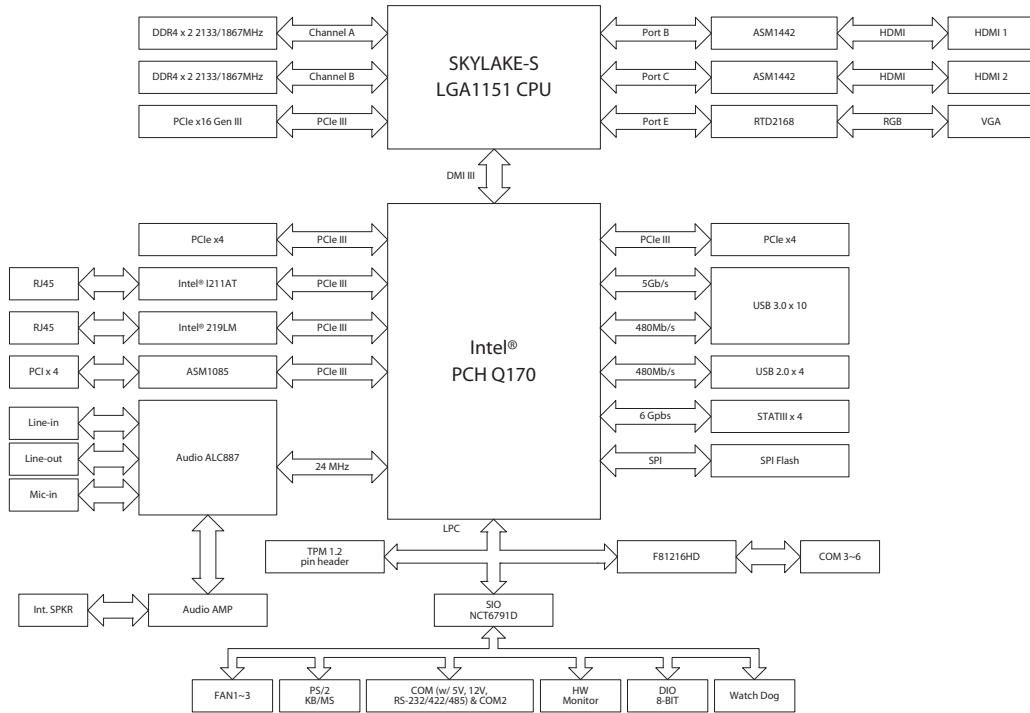 DDR4 x 2 2133/1867MHz
Channel A
SKYLAKE-S
LGA1151 CPU
Port B
ASM1442
HDMI
HDMI 1
DDR4 x 2 2133/1867MHz
Channel B
Port C
ASM1442
HDMI
HDMI 2
PCIe x16 Gen III
PCIe III
Port E
RTD2168
RGB
VGA
DMI III
PCIe x4
PCIe III
Intel®
PCH Q170
PCIe III
PCIe x4
RJ45
Intel® I211AT
PCIe III
5Gb/s
USB 3.0 x 10
RJ45
Intel® 219LM
PCIe III
480Mb/s
PCI x 4
ASM1085
PCIe III
480Mb/s
USB 2.0 x 4
Line-in
Line-out
Mic-in
Audio ALC887
24 MHz
6 Gpbs
STATIII x 4
SPI
SPI Flash
LPC
TPM 1.2
pin header
F81216HD
COM 3~6
Int. SPKR
Audio AMP
SIO
NCT6791D
FAN1~3
PS/2
KB/MS
COM (w/ 5V, 12V,
RS-232/422/485) & COM2
HW
Monitor
DIO
8-BIT
Watch Dog